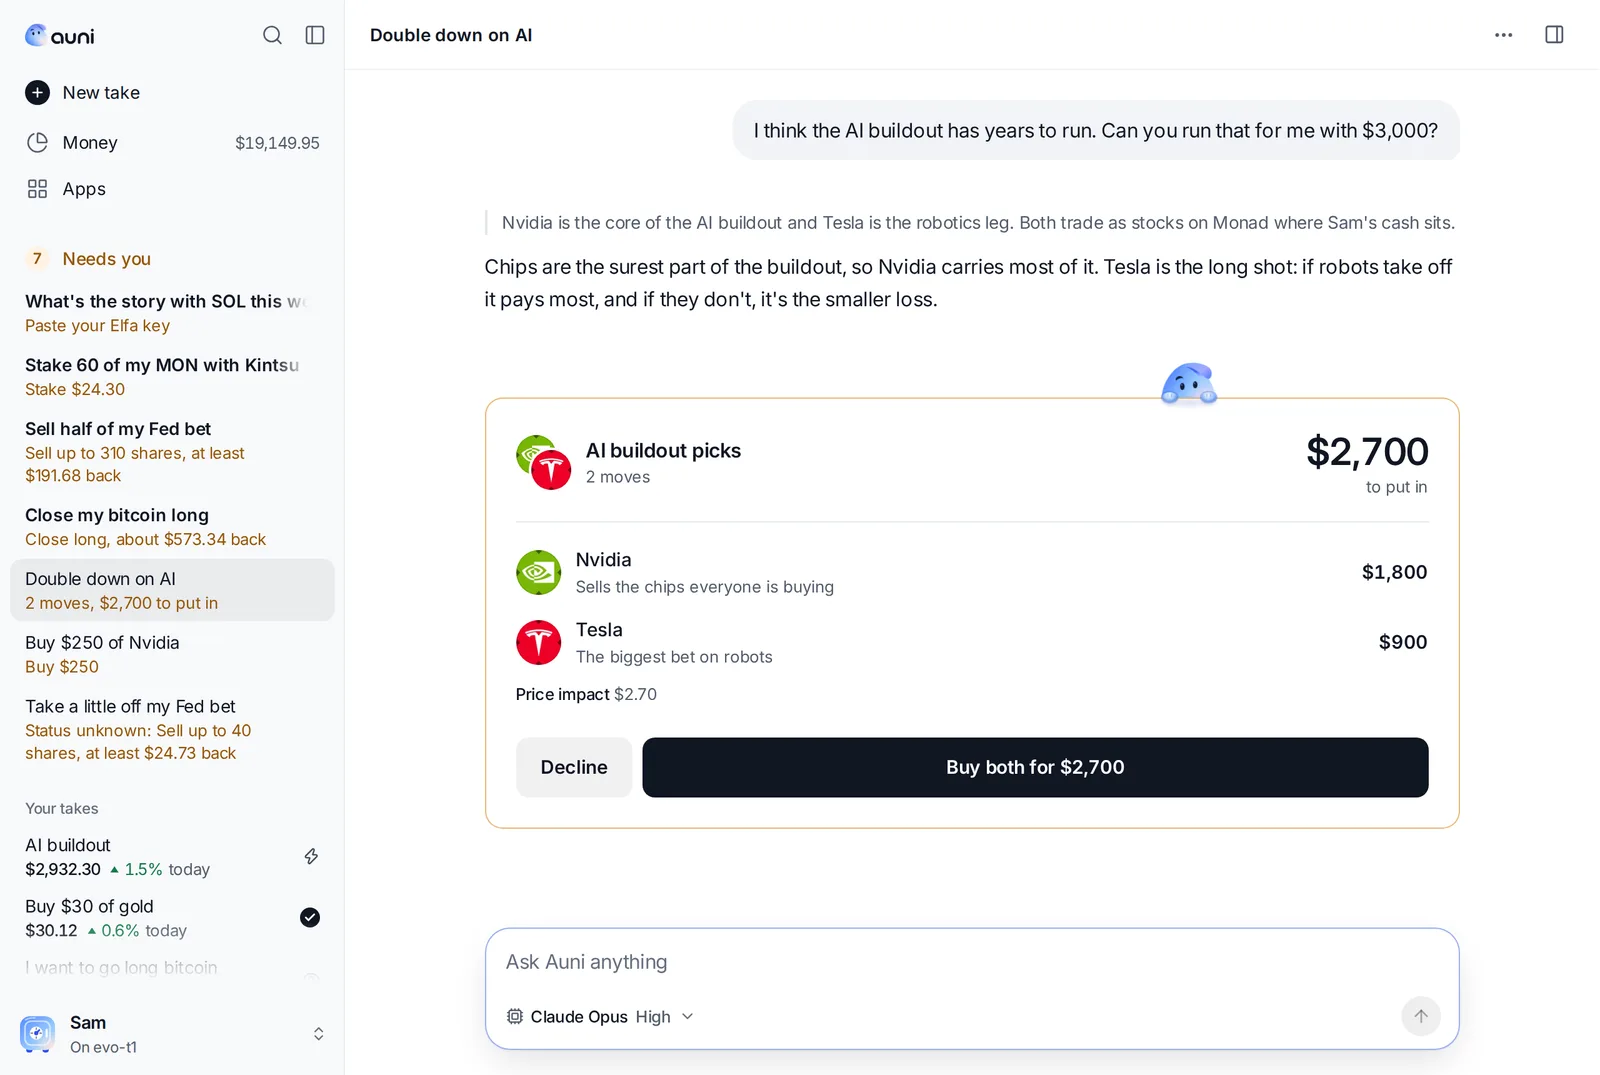 auni
New take
Money $19,149.95
Apps
7 Needs you
What's the story with SOL this
Paste your Elfa key
Stake 60 of my MON with Kintsu
Stake $24.30
Sell half of my Fed bet
Sell up to 310 shares, at least
$191.68 back
Close my bitcoin long
Close long, about $573.34 back
Double down on AI
2 moves, $2,700 to put in
Buy $250 of Nvidia
Buy $250
Take a little off my Fed bet
Status unknown: Sell up to 40
shares, at least $24.73 back
Your takes
AI buildout
$2,932.30 1.5% today
Buy $30 of gold
$30.12 0.6% today
I want to go long bitcoin
Sam
On evo-t1
Double down on AI
I think the AI buildout has years to run. Can you run that for me with $3,000?
Nvidia is the core of the AI buildout and Tesla is the robotics leg. Both trade as stocks on Monad where Sam's cash sits.
Chips are the surest part of the buildout, so Nvidia carries most of it. Tesla is the long shot: if robots take off
it pays most, and if they don't, it's the smaller loss.
AI buildout picks $2,700
2 moves to put in
Nvidia
Sells the chips everyone is buying
$1,800
Tesla
The biggest bet on robots
$900
Price impact $2.70
Decline
Buy both for $2,700
Ask Auni anything
Claude Opus High